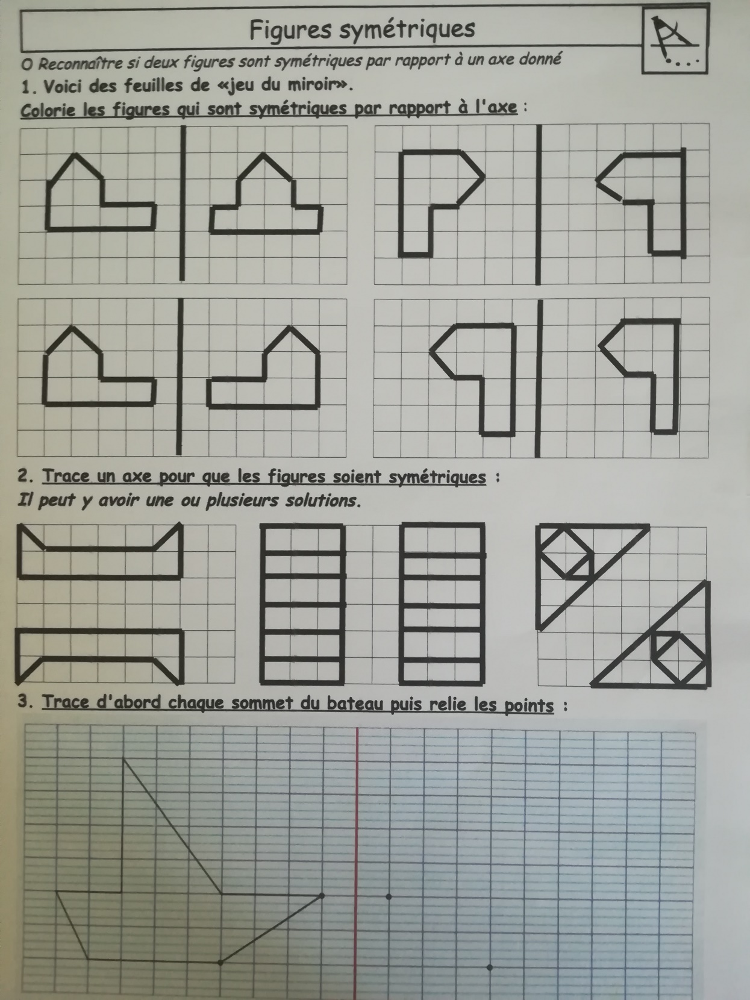 Figures symétriques
O Reconnaître si deux figures sont symétriques par rapport à un axe donné
1. Voici des feuilles de «jeu du miroir».
Colorie les figures qui sont symétriques par rapport à l'axe :
2. Trace un axe pour que les figures soient symétriques :
Il peut y avoir une ou plusieurs solutions.
3. Trace d'abord chaque sommet du bateau puis relie les points :